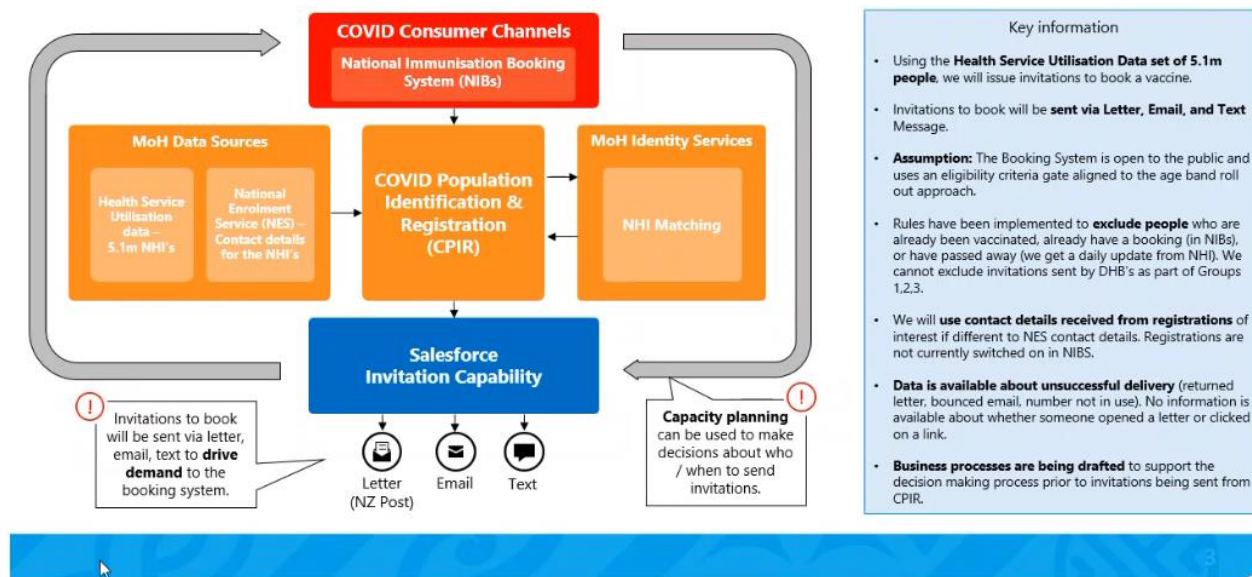 COVID Consumer Channels
National Immunisation Booking
System (NIBs)
MoH Data Sources
Health Service
Utilisation
data –
5.1m NHI's
National
Enrolment
Service (NES) –
Contact details
for the NHI's
COVID Population
Identification &
Registration
(CPIR)
MoH Identity Services
NHI Matching
Salesforce
Invitation Capability
!
Invitations to book
will be sent via letter,
email, text to drive
demand to the
booking system.
Letter
(NZ Post)
Email
Text
!
Capacity planning
can be used to make
decisions about who
/ when to send
invitations.
Key information
• Using the Health Service Utilisation Data set of 5.1m
people, we will issue invitations to book a vaccine.
• Invitations to book will be sent via Letter, Email, and Text
Message.
• Assumption: The Booking System is open to the public and
uses an eligibility criteria gate aligned to the age band roll
out approach.
• Rules have been implemented to exclude people who are
already been vaccinated, already have a booking (in NIBs),
or have passed away (we get a daily update from NHI). We
cannot exclude invitations sent by DHB's as part of Groups
1,2,3.
• We will use contact details received from registrations of
interest if different to NES contact details. Registrations are
not currently switched on in NIBS.
• Data is available about unsuccessful delivery (returned
letter, bounced email, number not in use). No information is
available about whether someone opened a letter or clicked
on a link.
• Business processes are being drafted to support the
decision making process prior to invitations being sent from
CPIR.
3